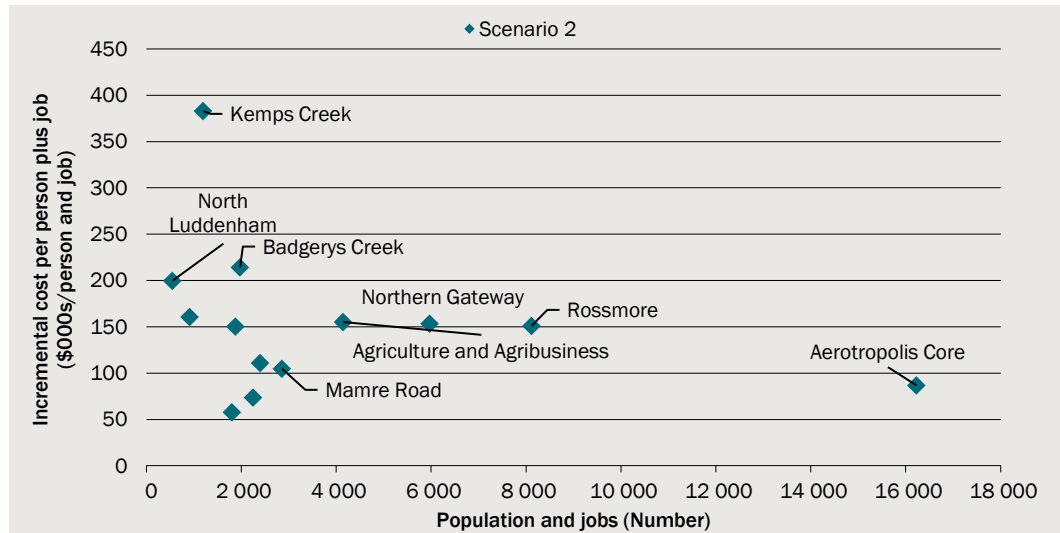 Scenario 2
Incremental cost per person plus job
($000s/person and job)
450
400
350
300
250
200
150
100
50
0
Kemps Creek
North
Luddenham
Badgerys Creek
Northern Gateway
Rossmore
Agriculture and Agribusiness
Aerotropolis Core
Mamre Road
0 2 000 4 000 6 000 8 000 10 000 12 000 14 000 16 000 18 000
Population and jobs (Number)